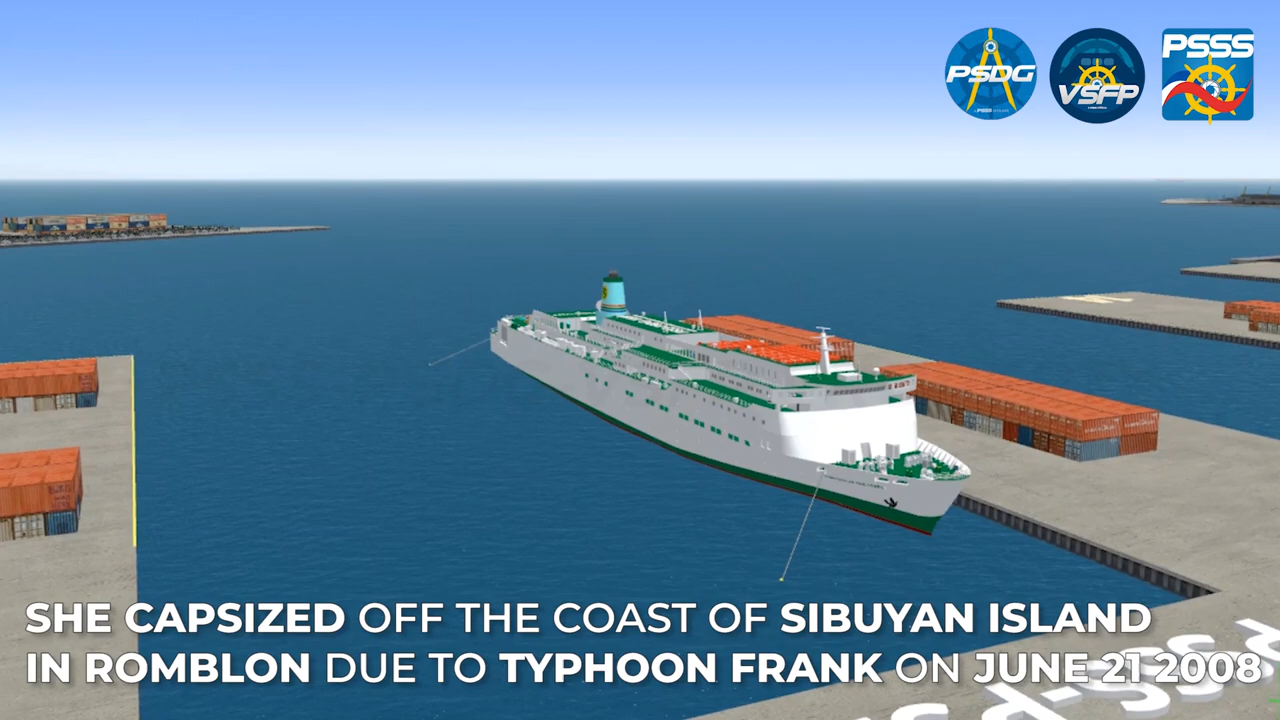 PSDG
VSFP
PSSS
SHE CAPSIZED OFF THE COAST OF SIBUYAN ISLAND
IN ROMBLON DUE TO TYPHOON FRANK ON JUNE 21 2008